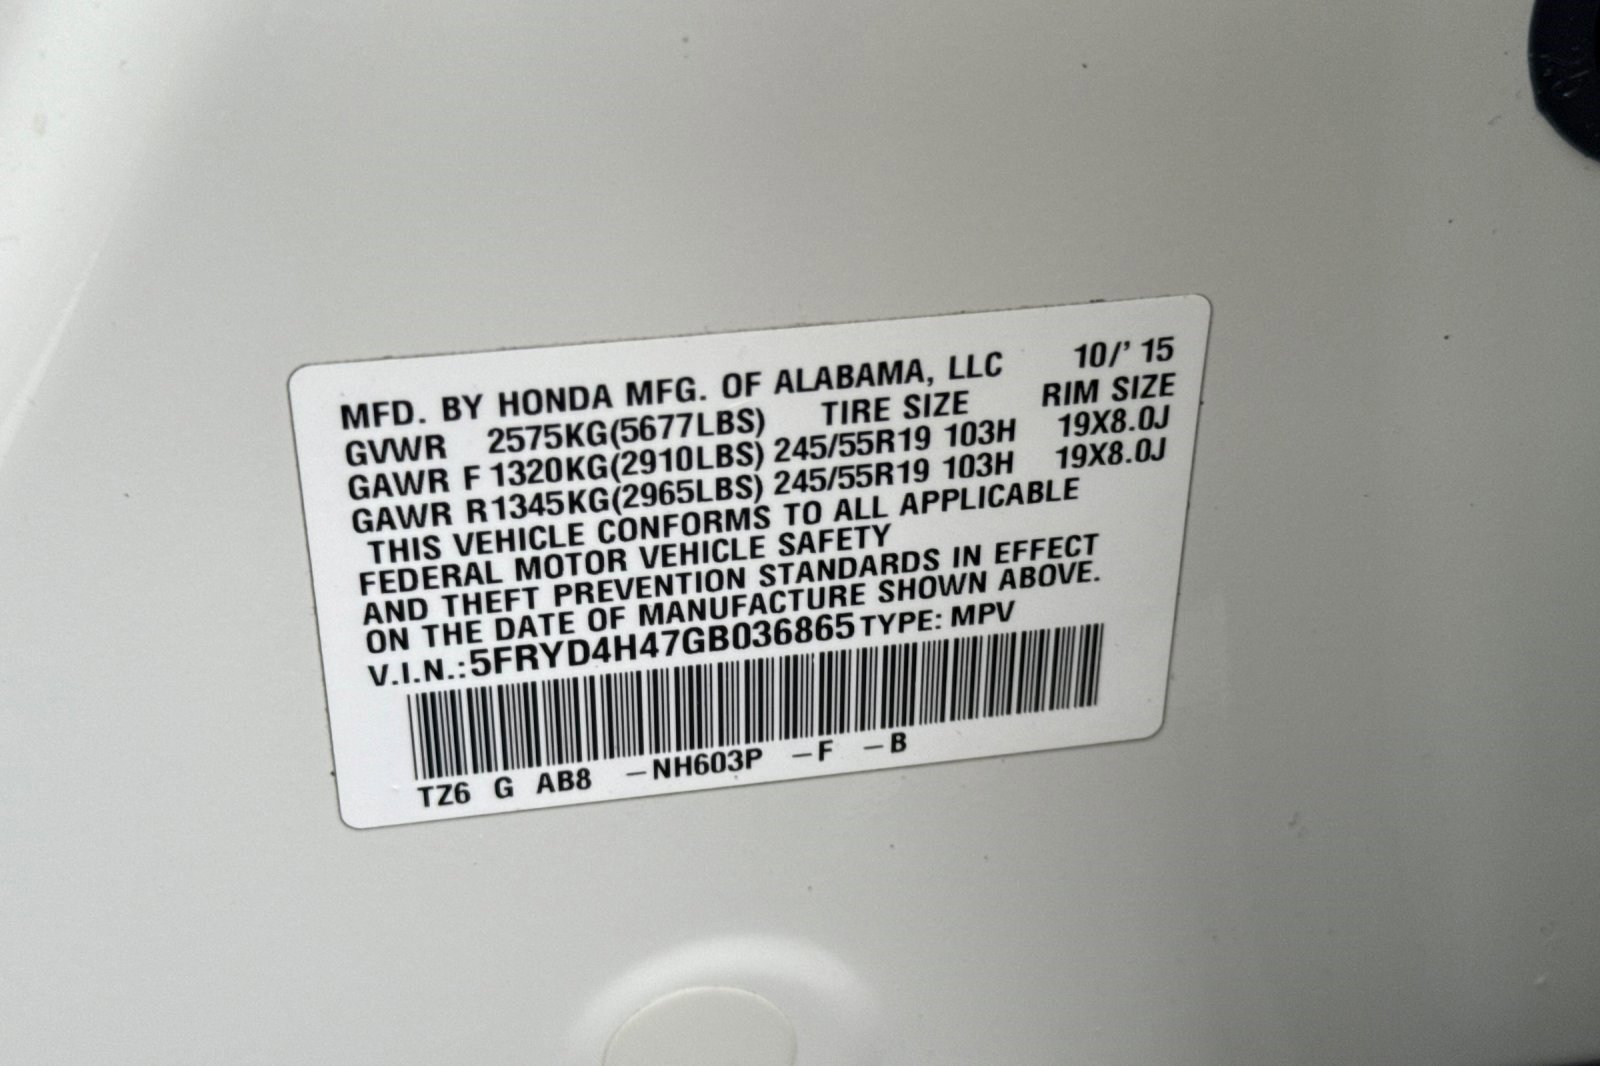 MFD. BY HONDA MFG. OF ALABAMA, LLC 10/' 15
GVWR 2575KG(5677LBS) TIRE SIZE RIM SIZE
GAWR F 1320KG(2910LBS) 245/55R19 103H 19X8.0J
GAWR R 1345KG(2965LBS) 245/55R19 103H 19X8.0J
THIS VEHICLE CONFORMS TO ALL APPLICABLE
FEDERAL MOTOR VEHICLE SAFETY
AND THEFT PREVENTION STANDARDS IN EFFECT
ON THE DATE OF MANUFACTURE SHOWN ABOVE.
V.I.N.: 5FRYD4H47GB036865 TYPE: MPV
TZ6 G AB8 –NH603P –F –B